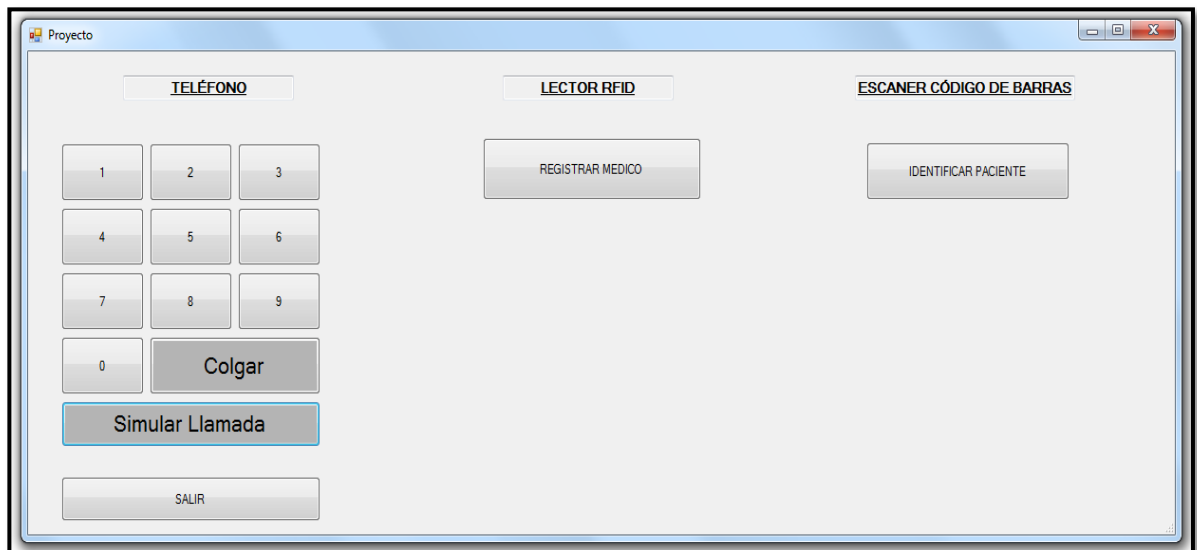 Proyecto
TELÉFONO
LECTOR RFID
ESCANER CÓDIGO DE BARRAS
1 2 3
REGISTRAR MEDICO
IDENTIFICAR PACIENTE
4 5 6
7 8 9
0 Colgar
Simular Llamada
SALIR